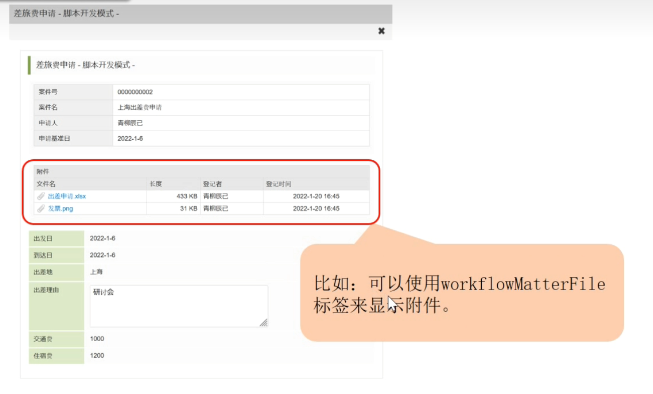 差旅费申请 - 脚本开发模式 -
差旅费申请 - 脚本开发模式 -
案件号 0000000002
案件名 上海出差费申请
申请人 青柳辰己
申请基准日 2022-1-6
附件
文件名 长度 登记者 登记时间
出差申请.xlsx 433 KB 青柳辰己 2022-1-20 16:45
发票.png 31 KB 青柳辰己 2022-1-20 16:45
出发日 2022-1-6
到达日 2022-1-6
出差地 上海
出差理由 研讨会
交通费 1000
住宿费 1200
比如：可以使用workflowMatterFile
标签来显示附件。